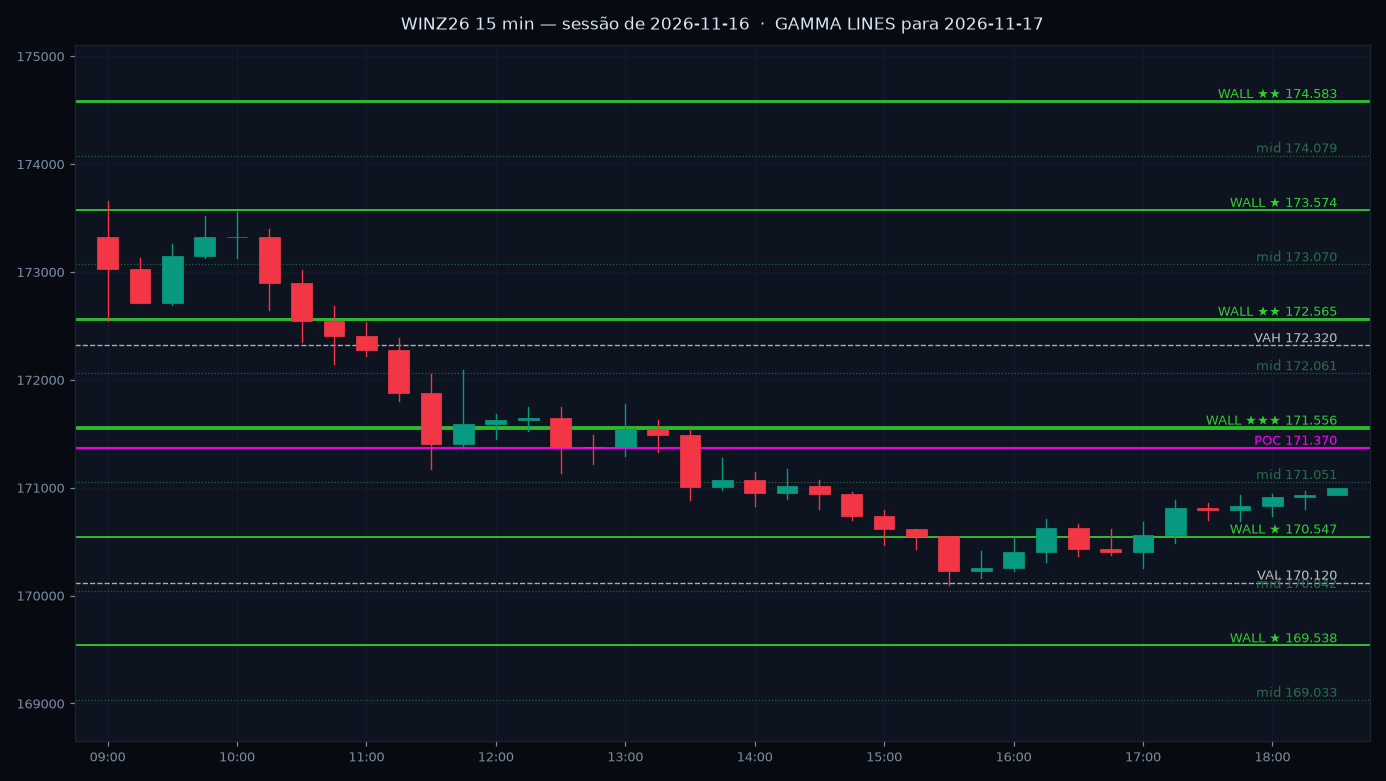 WINZ26 15 min — sessão de 2026-11-16 · GAMMA LINES para 2026-11-17
175000
WALL ★★ 174.583
174000
mid 174.079
WALL ★ 173.574
173000
mid 173.070
WALL ★★ 172.565
VAH 172.320
172000
mid 172.061
WALL ★★★ 171.556
POC 171.370
171000
mid 171.051
WALL ★ 170.547
VAL 170.120
mid 170.042
170000
WALL ★ 169.538
169000
mid 169.033
09:00 10:00 11:00 12:00 13:00 14:00 15:00 16:00 17:00 18:00